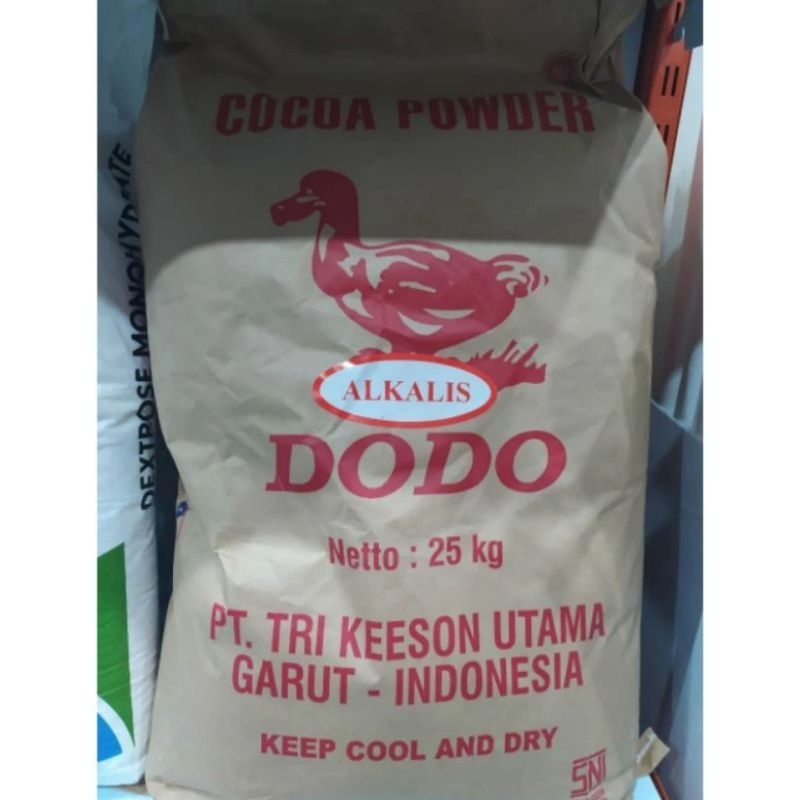 COCOA POWDER
ALKALIS
DODO
Netto : 25 kg
PT. TRI KEESON UTAMA
GARUT - INDONESIA
KEEP COOL AND DRY
SNI
DEXTROSE MONOHYDRATE